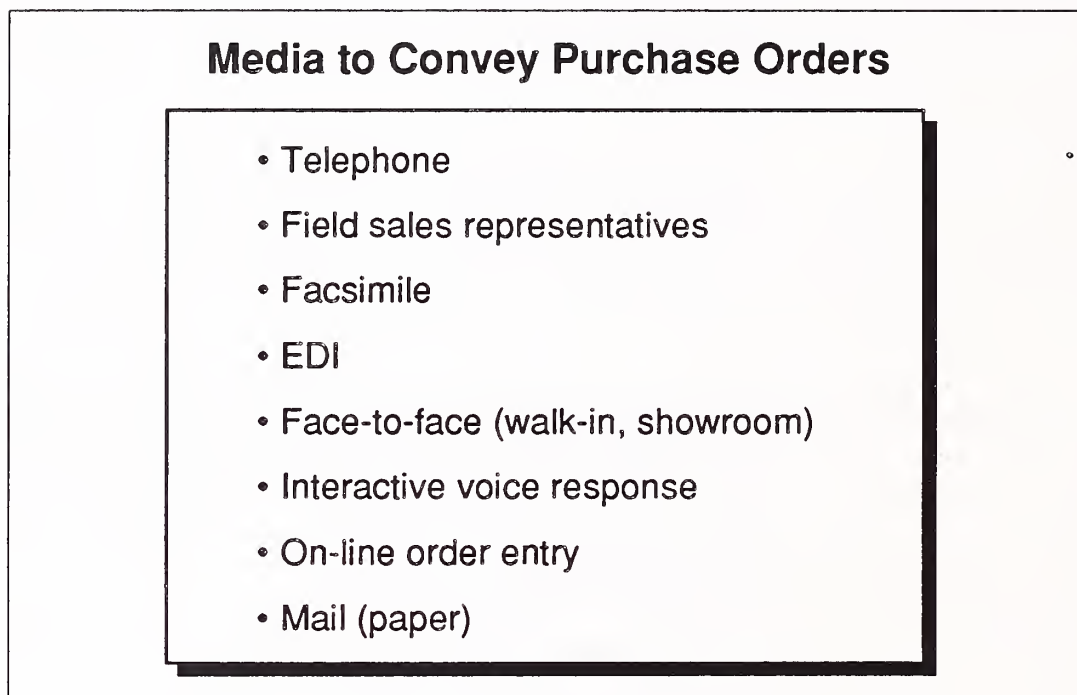 Media to Convey Purchase Orders
• Telephone
• Field sales representatives
• Facsimile
• EDI
• Face-to-face (walk-in, showroom)
• Interactive voice response
• On-line order entry
• Mail (paper)